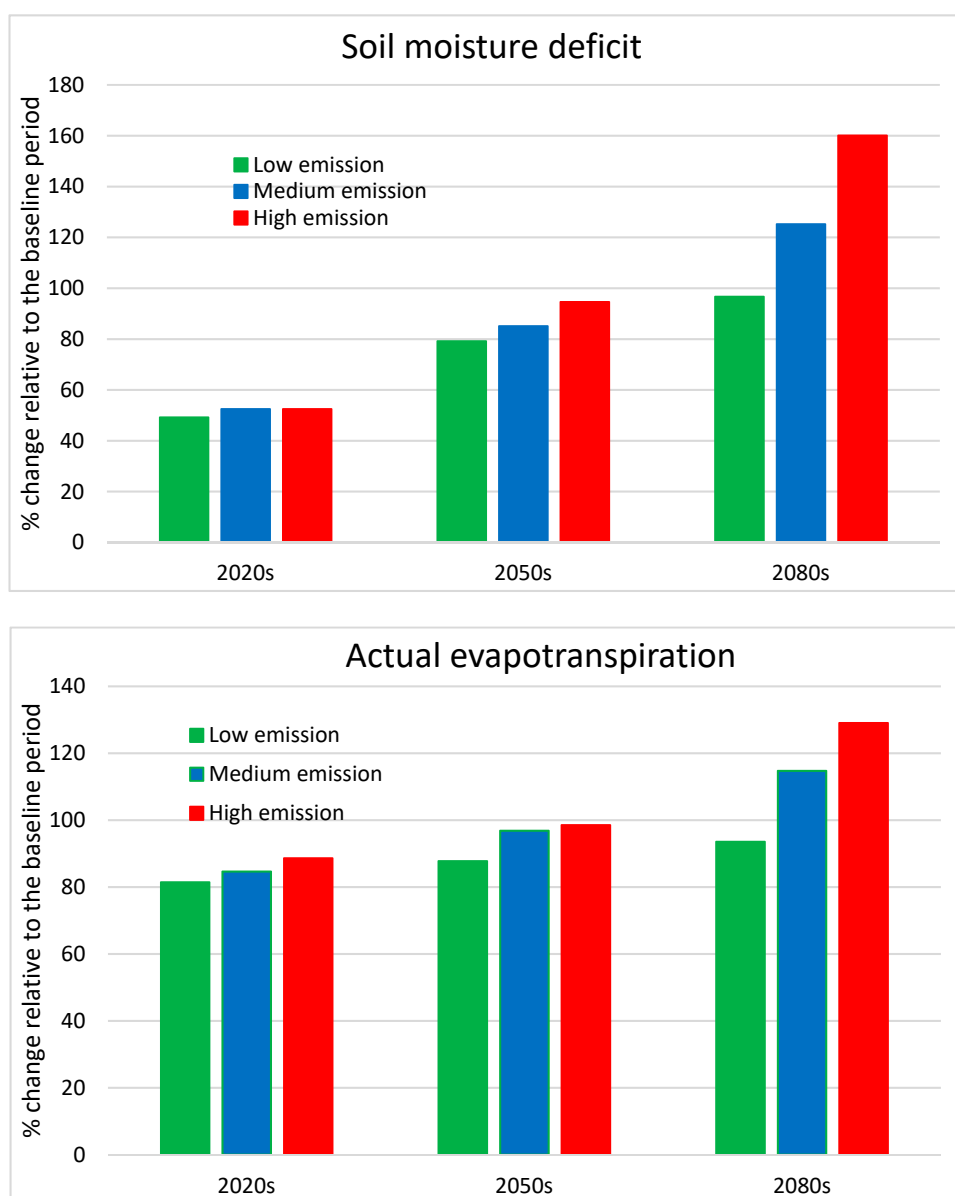 Soil moisture deficit
% change relative to the baseline period
180
160
140
120
100
80
60
40
20
0
Low emission
Medium emission
High emission
2020s 2050s 2080s
Actual evapotranspiration
% change relative to the baseline period
140
120
100
80
60
40
20
0
Low emission
Medium emission
High emission
2020s 2050s 2080s